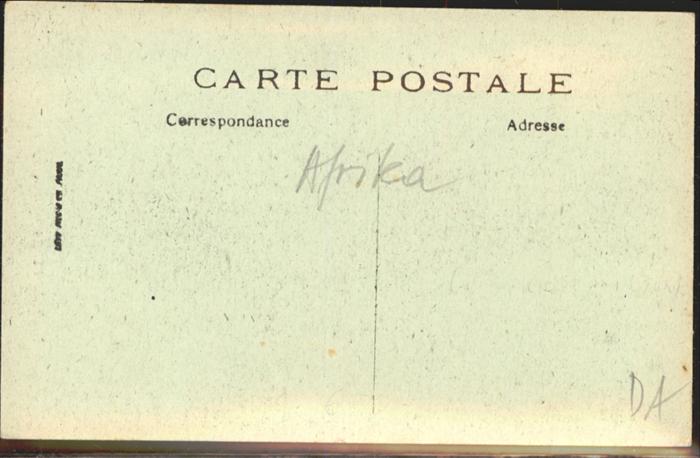 CARTE POSTALE
Correspondance
Adresse
Afrika
DA